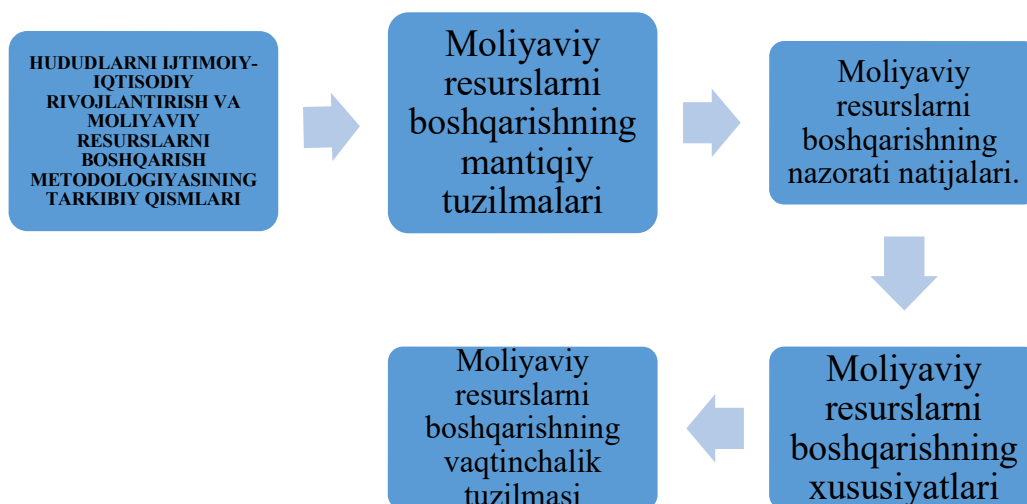 HUDUDLARNI IJTIMOIY-
IQTISODIY
RIVOJLANTIRISH VA
MOLIYAVIY
RESURSLARNI
BOSHQARISH
METODOLOGIYASINING
TARKIBIY QISMLARI
Moliyaviy
resurslarni
boshqarishning
mantiqiy
tuzilmalari
Moliyaviy
resurslarni
boshqarishning
nazorati natijalari.
Moliyaviy
resurslarni
boshqarishning
xususiyatlari
Moliyaviy
resurslarni
boshqarishning
vaqtinchalik
tuzilmasi